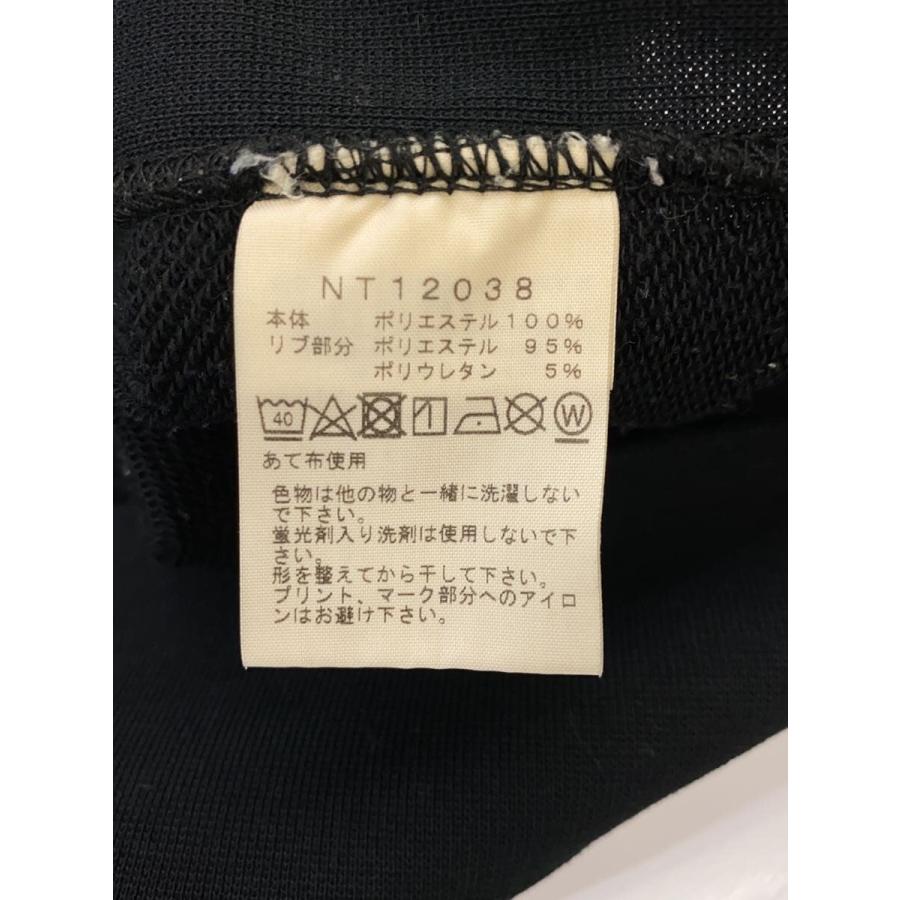 NT12038
本体 ポリエステル100%
リブ部分 ポリエステル 95%
ポリウレタン 5%
40 W
あて布使用
色物は他の物と一緒に洗濯しない
で下さい。
蛍光剤入り洗剤は使用しないで下
さい。
形を整えてから干して下さい。
プリント、マーク部分へのアイロ
ンはお避け下さい。